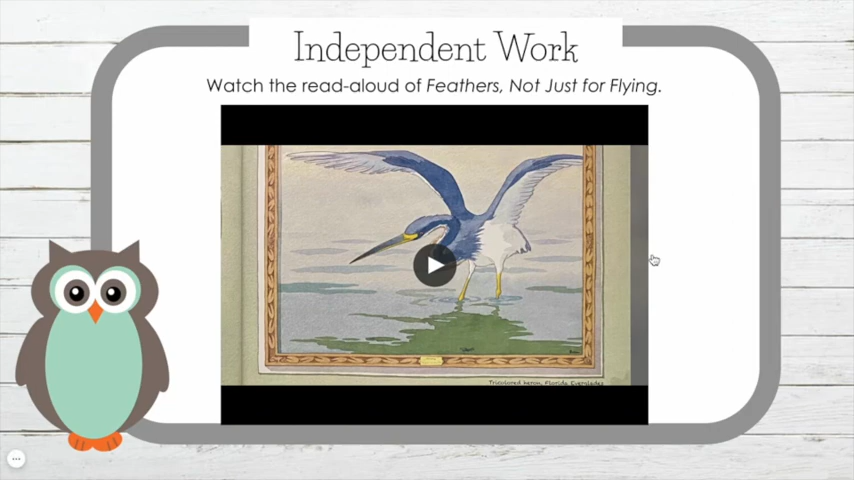 Independent Work
Watch the read-aloud of Feathers, Not Just for Flying.
Tricolored heron, Florida Everglades